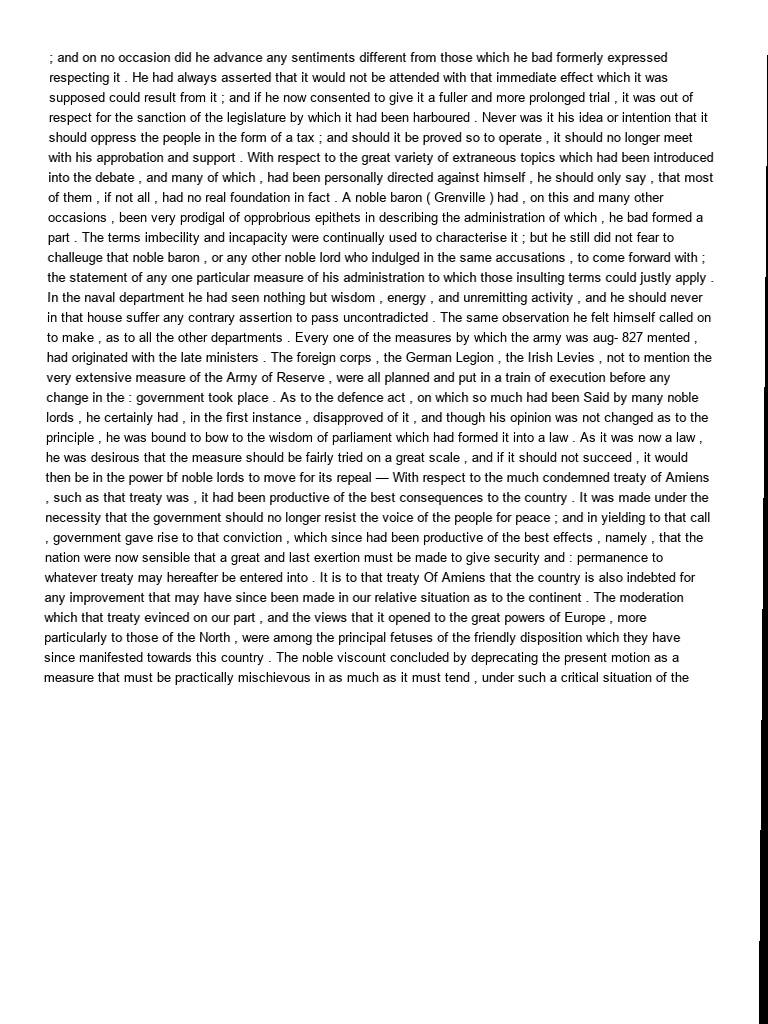 ; and on no occasion did he advance any sentiments different from those which he bad formerly expressed
respecting it . He had always asserted that it would not be attended with that immediate effect which it was
supposed could result from it ; and if he now consented to give it a fuller and more prolonged trial , it was out of
respect for the sanction of the legislature by which it had been harboured . Never was it his idea or intention that it
should oppress the people in the form of a tax ; and should it be proved so to operate , it should no longer meet
with his approbation and support . With respect to the great variety of extraneous topics which had been introduced
into the debate , and many of which , had been personally directed against himself , he should only say , that most
of them , if not all , had no real foundation in fact . A noble baron ( Grenville ) had , on this and many other
occasions , been very prodigal of opprobrious epithets in describing the administration of which , he bad formed a
part . The terms imbecility and incapacity were continually used to characterise it ; but he still did not fear to
challeuge that noble baron , or any other noble lord who indulged in the same accusations , to come forward with ;
the statement of any one particular measure of his administration to which those insulting terms could justly apply .
In the naval department he had seen nothing but wisdom , energy , and unremitting activity , and he should never
in that house suffer any contrary assertion to pass uncontradicted . The same observation he felt himself called on
to make , as to all the other departments . Every one of the measures by which the army was aug- 827 mented ,
had originated with the late ministers . The foreign corps , the German Legion , the Irish Levies , not to mention the
very extensive measure of the Army of Reserve , were all planned and put in a train of execution before any
change in the : government took place . As to the defence act , on which so much had been Said by many noble
lords , he certainly had , in the first instance , disapproved of it , and though his opinion was not changed as to the
principle , he was bound to bow to the wisdom of parliament which had formed it into a law . As it was now a law ,
he was desirous that the measure should be fairly tried on a great scale , and if it should not succeed , it would
then be in the power bf noble lords to move for its repeal — With respect to the much condemned treaty of Amiens
, such as that treaty was , it had been productive of the best consequences to the country . It was made under the
necessity that the government should no longer resist the voice of the people for peace ; and in yielding to that call
, government gave rise to that conviction , which since had been productive of the best effects , namely , that the
nation were now sensible that a great and last exertion must be made to give security and : permanence to
whatever treaty may hereafter be entered into . It is to that treaty Of Amiens that the country is also indebted for
any improvement that may have since been made in our relative situation as to the continent . The moderation
which that treaty evinced on our part , and the views that it opened to the great powers of Europe , more
particularly to those of the North , were among the principal fetuses of the friendly disposition which they have
since manifested towards this country . The noble viscount concluded by deprecating the present motion as a
measure that must be practically mischievous in as much as it must tend , under such a critical situation of the